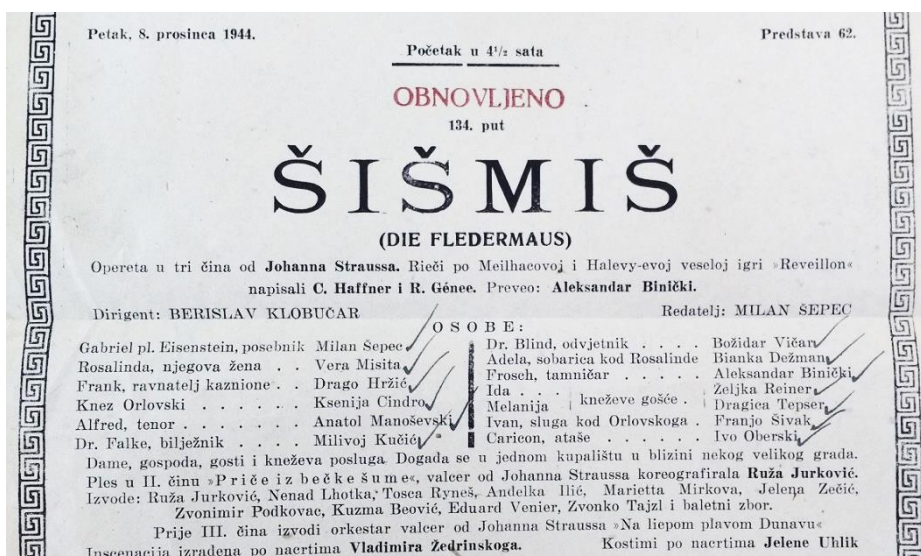 Petak, 8. prosinca 1944.
Predstava 62.
Početak u 4½ sata
OBNOVLJENO
134. put
ŠIŠMIŠ
(DIE FLEDERMAUS)
Opereta u tri čina od Johanna Straussa. Rieči po Meilhacovoj i Halevy-evoj veseloj igri »Reveillon«
napisali C. Haffner i R. Génee. Preveo: Aleksandar Binički.
Dirigent: BERISLAV KLOBUČAR
Redatelj: MILAN ŠEPEC
OSOBE:
Gabriel pl. Eisenstein, posebnik Milan Šepec
Rosalinda, njegova žena . . Vera Misita
Frank, ravnatelj kaznione . . Drago Hržić
Knez Orlovski . . . . . . . Ksenija Cindro
Alfred, tenor . . . . . . Anatol Manoševski
Dr. Falke, bilježnik . . . . Milivoj Kučić
Dr. Blind, odvjetnik . . . . Božidar Vičar
Adela, sobarica kod Rosalinde Bianka Dežman
Frosch, tamničar . . . . . Aleksandar Binički
Ida . . . kneževe gošće . Željka Reiner
Melanija Dragica Tepser
Ivan, sluga kod Orlovskoga . Franjo Šivak
Caricon, ataše . . . . . . Ivo Oberski
Dame, gospoda, gosti i kneževa posluga Događa se u jednom kupalištu u blizini nekog velikog grada.
Ples u II. činu »Priče iz bečke šume«, valcer od Johanna Straussa koreografirala Ruža Jurković.
Izvode: Ruža Jurković, Nenad Lhotka, Tosca Ryneš, Anđelka Ilić, Marietta Mirkova, Jelena Zečić,
Zvonimir Podkovac, Kuzma Beović, Eduard Venier, Zvonko Tajzl i baletni zbor.
Prije III. čina izvodi orkestar valcer od Johanna Straussa »Na liepom plavom Dunavu«
Inscenacija izrađena po nacrtima Vladimira Žedrinskoga.
Kostimi po nacrtima Jelene Uhlik